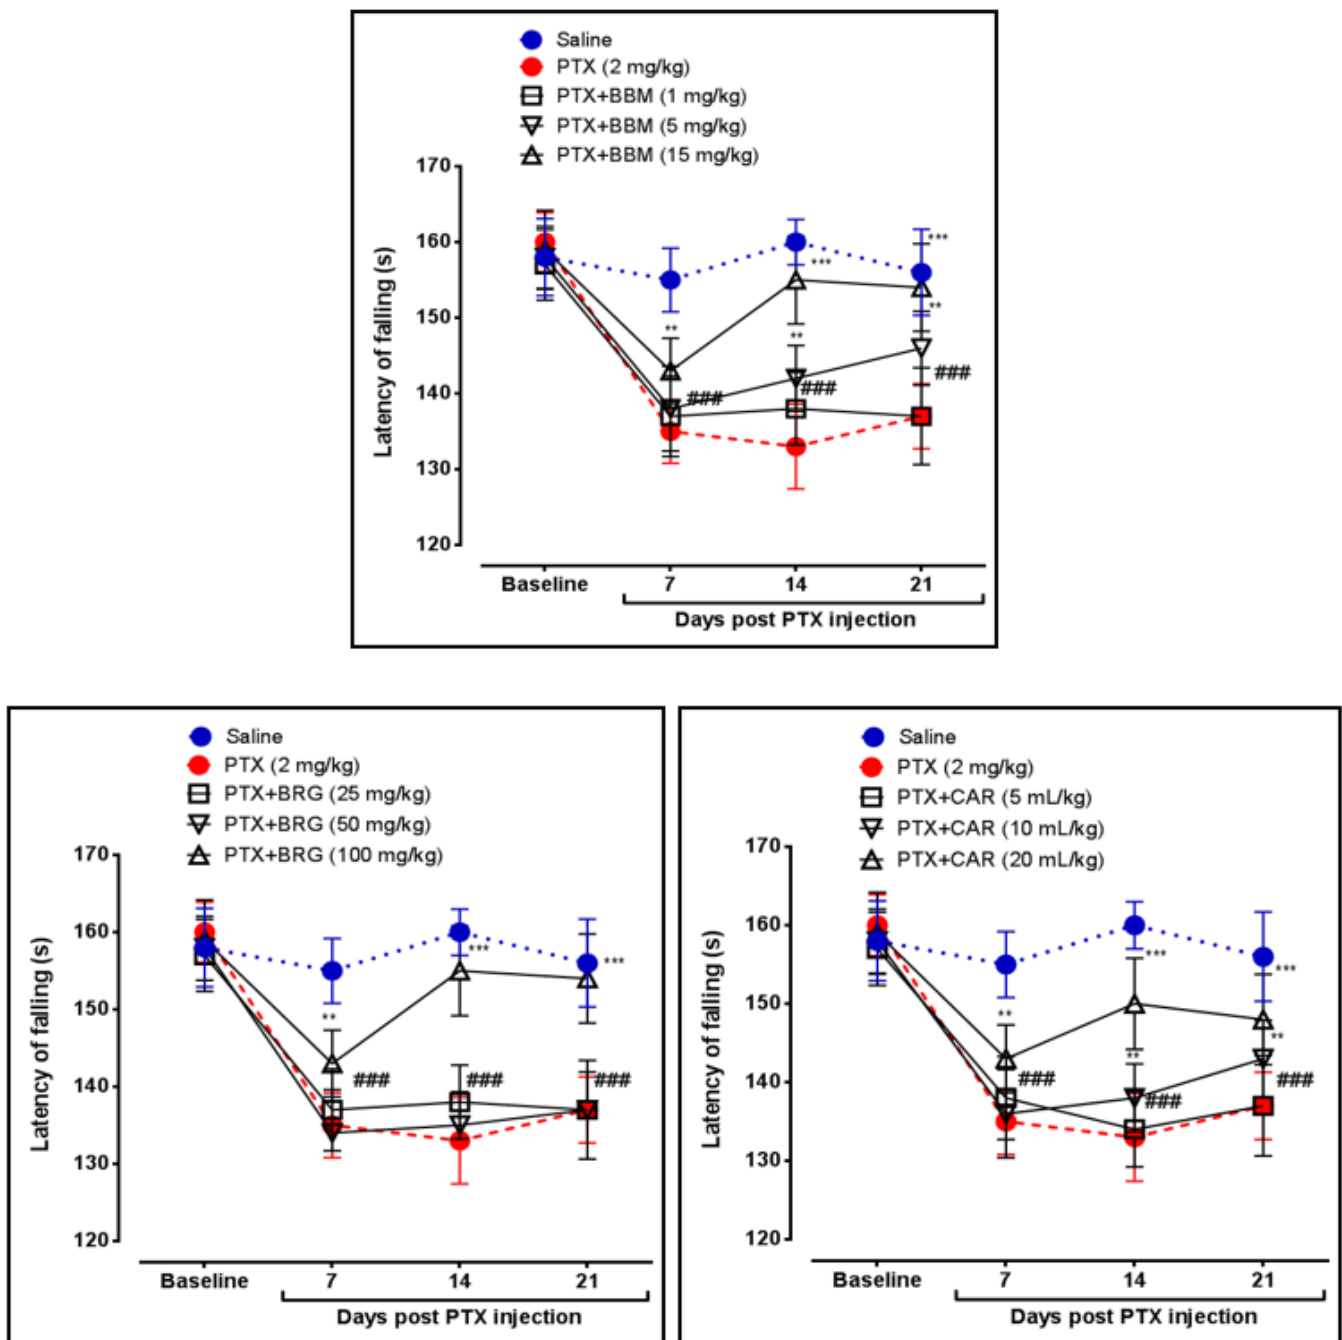 Saline
PTX (2 mg/kg)
PTX+BBM (1 mg/kg)
PTX+BBM (5 mg/kg)
PTX+BBM (15 mg/kg)
Latency of falling (s)
170
160
150
140
130
120
***
***
**
**
**
###
###
###
Baseline 7 14 21
Days post PTX injection
Saline
PTX (2 mg/kg)
PTX+BRG (25 mg/kg)
PTX+BRG (50 mg/kg)
PTX+BRG (100 mg/kg)
Latency of falling (s)
170
160
150
140
130
120
***
***
**
### ### ###
Baseline 7 14 21
Days post PTX injection
Saline
PTX (2 mg/kg)
PTX+CAR (5 mL/kg)
PTX+CAR (10 mL/kg)
PTX+CAR (20 mL/kg)
Latency of falling (s)
170
160
150
140
130
120
***
***
**
**
**
### ###
###
Baseline 7 14 21
Days post PTX injection